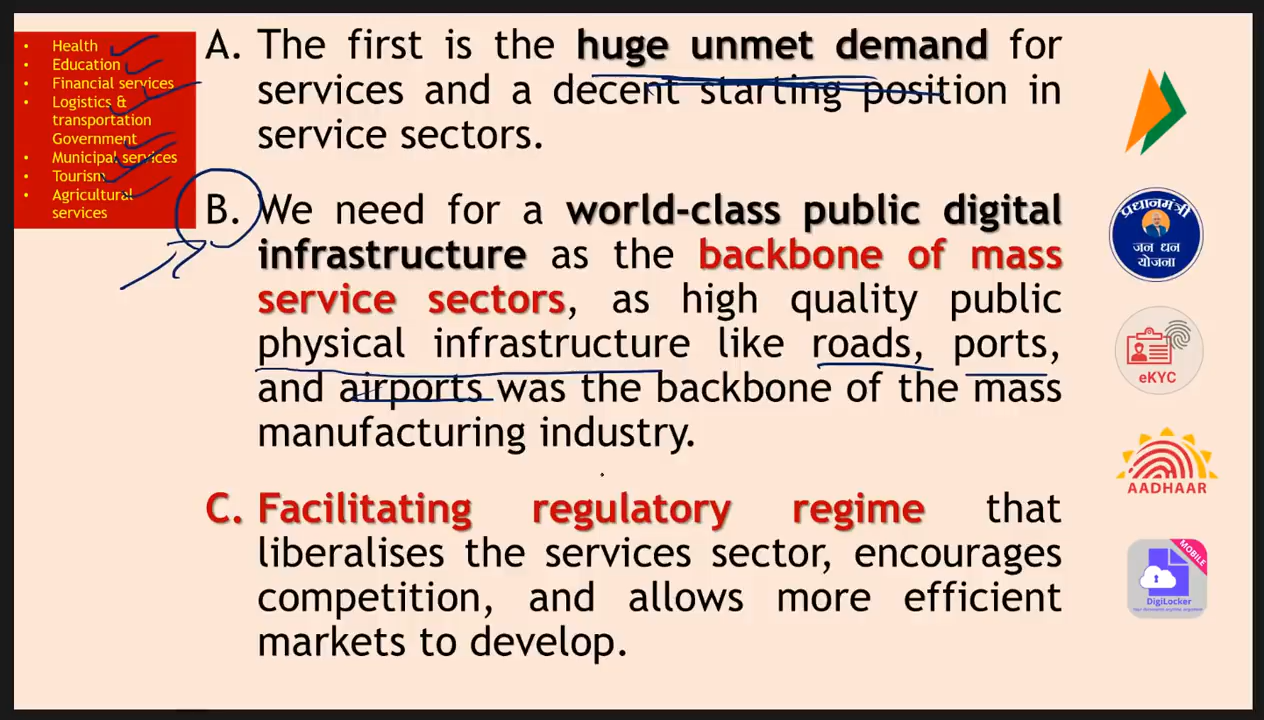 Health
Education
Financial services
Logistics &
transportation
Government
Municipal services
Tourism
Agricultural
services
A. The first is the huge unmet demand for
services and a decent starting position in
service sectors.
B. We need for a world-class public digital
infrastructure as the backbone of mass
service sectors, as high quality public
physical infrastructure like roads, ports,
and airports was the backbone of the mass
manufacturing industry.
C. Facilitating regulatory regime that
liberalises the services sector, encourages
competition, and allows more efficient
markets to develop.
प्रधानमंत्री
जन धन
योजना
eKYC
AADHAAR
MOBILE
DigiLocker